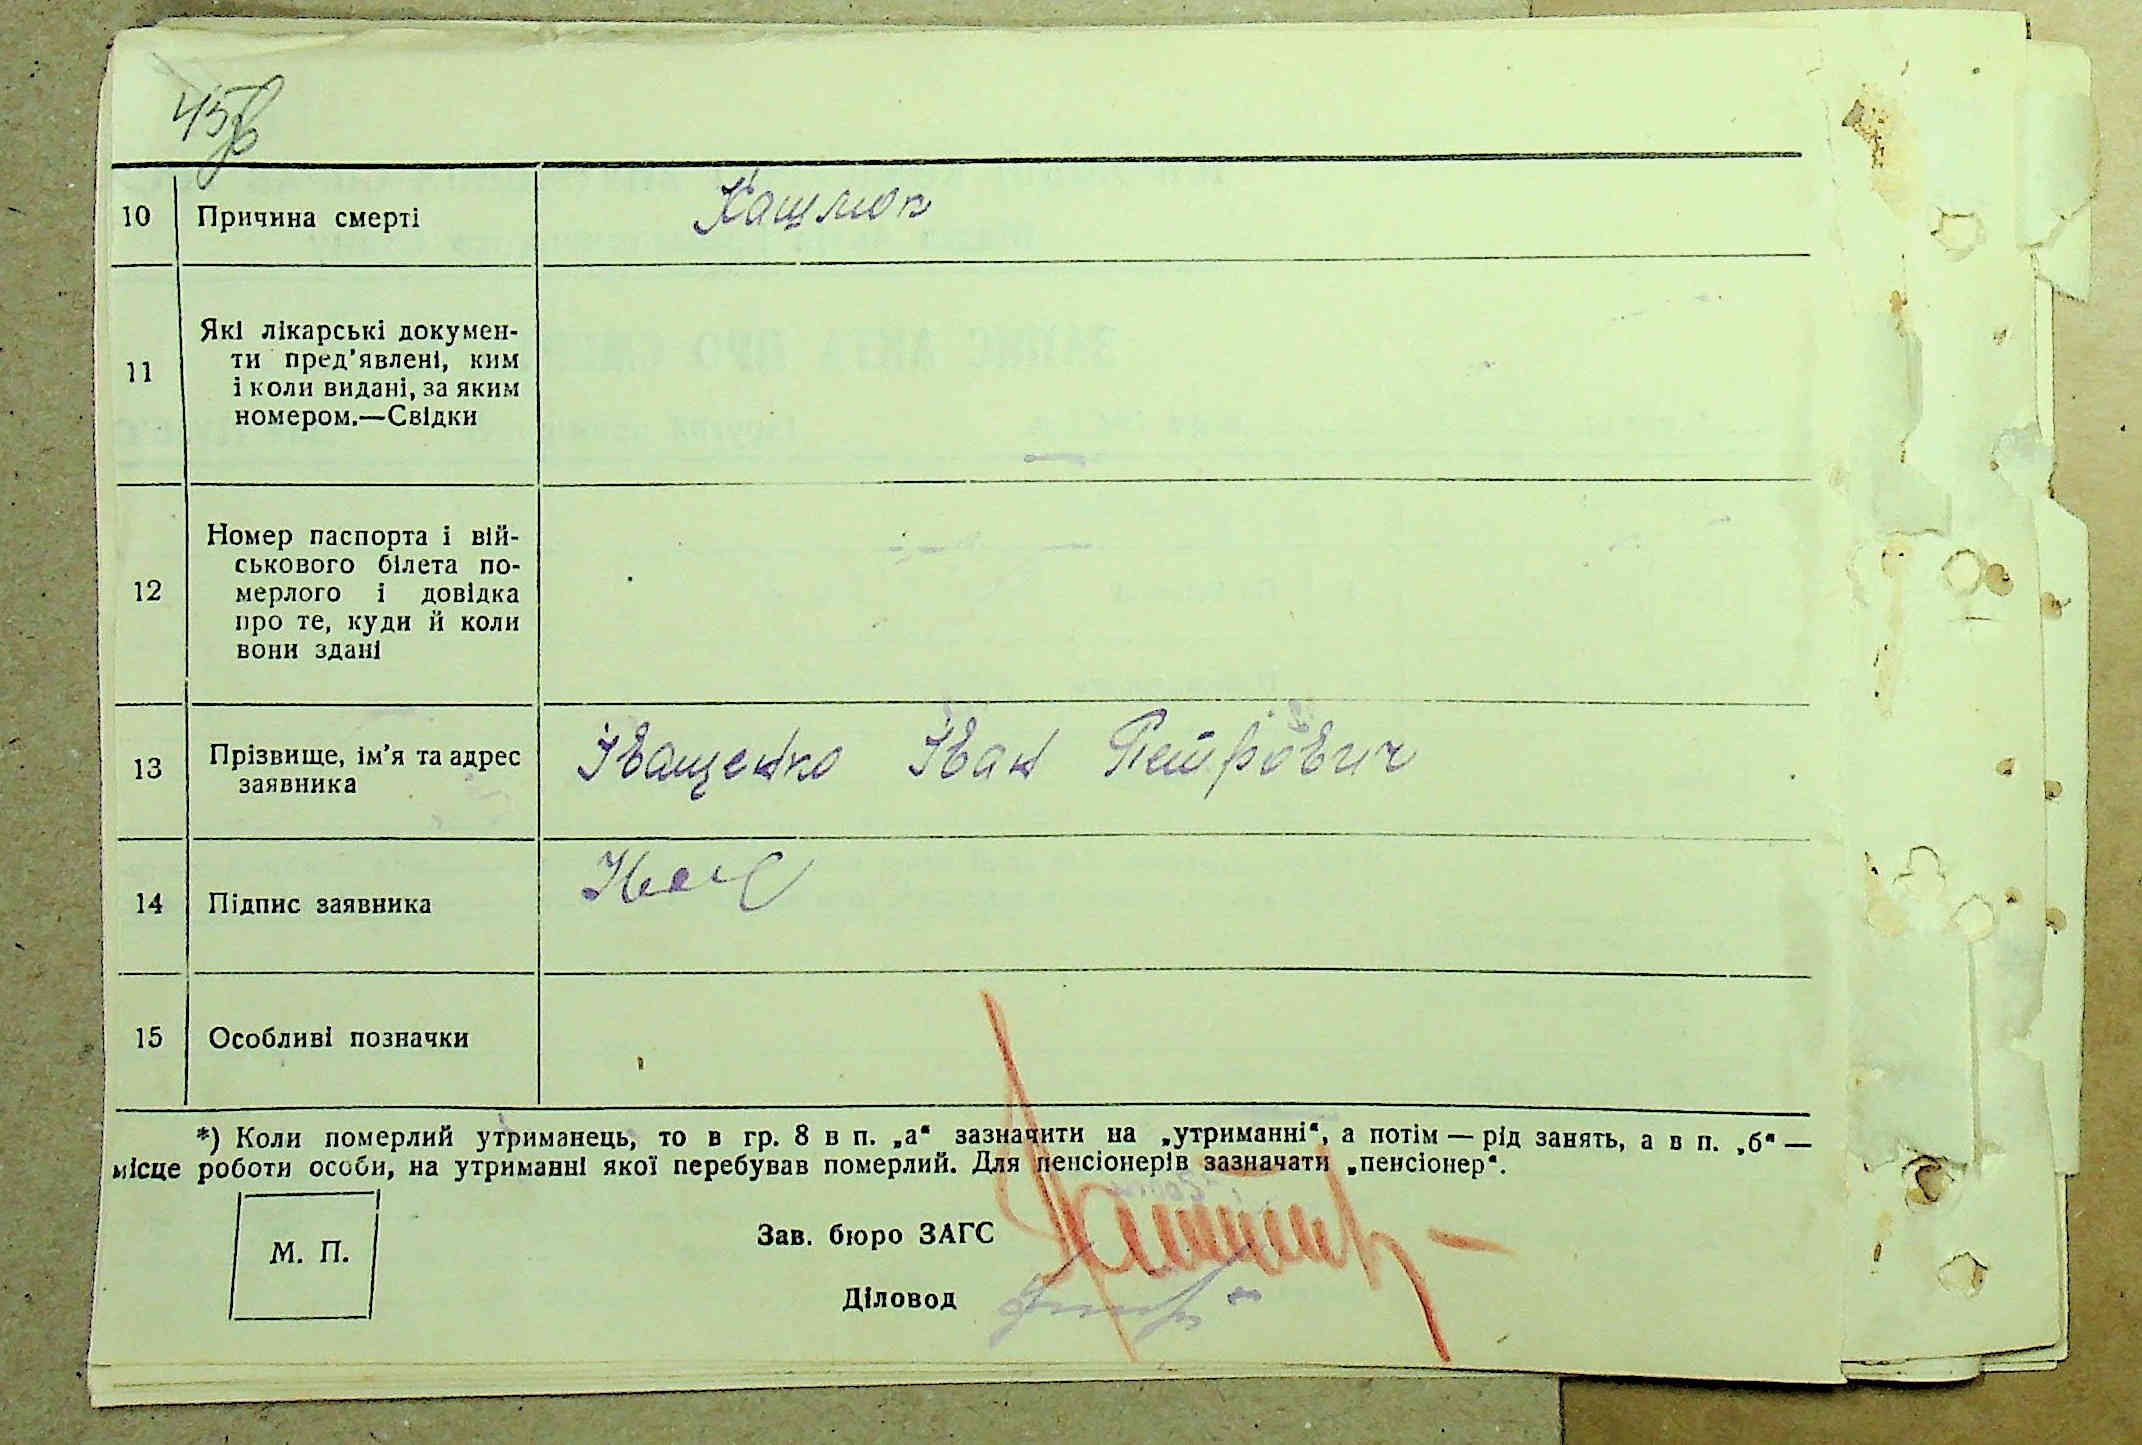 10 Причина смерті Кашлюк
11 Які лікарські докумен-
ти пред'явлені, ким
і коли видані, за яким
номером.—Свідки
12 Номер паспорта і вій-
ськового білета по-
мерлого і довідка
про те, куди й коли
вони здані
13 Прізвище, ім'я та адрес
заявника
Іващенко Іван Петрович
14 Підпис заявника
15 Особливі позначки
*) Коли померлий утриманець, то в гр. 8 в п. „а“ зазначити на „утриманні“, а потім — рід занять, а в п. „б“ —
місце роботи особи, на утриманні якої перебував померлий. Для пенсіонерів зазначати „пенсіонер“.
М. П.
Зав. бюро ЗАГС
Діловод